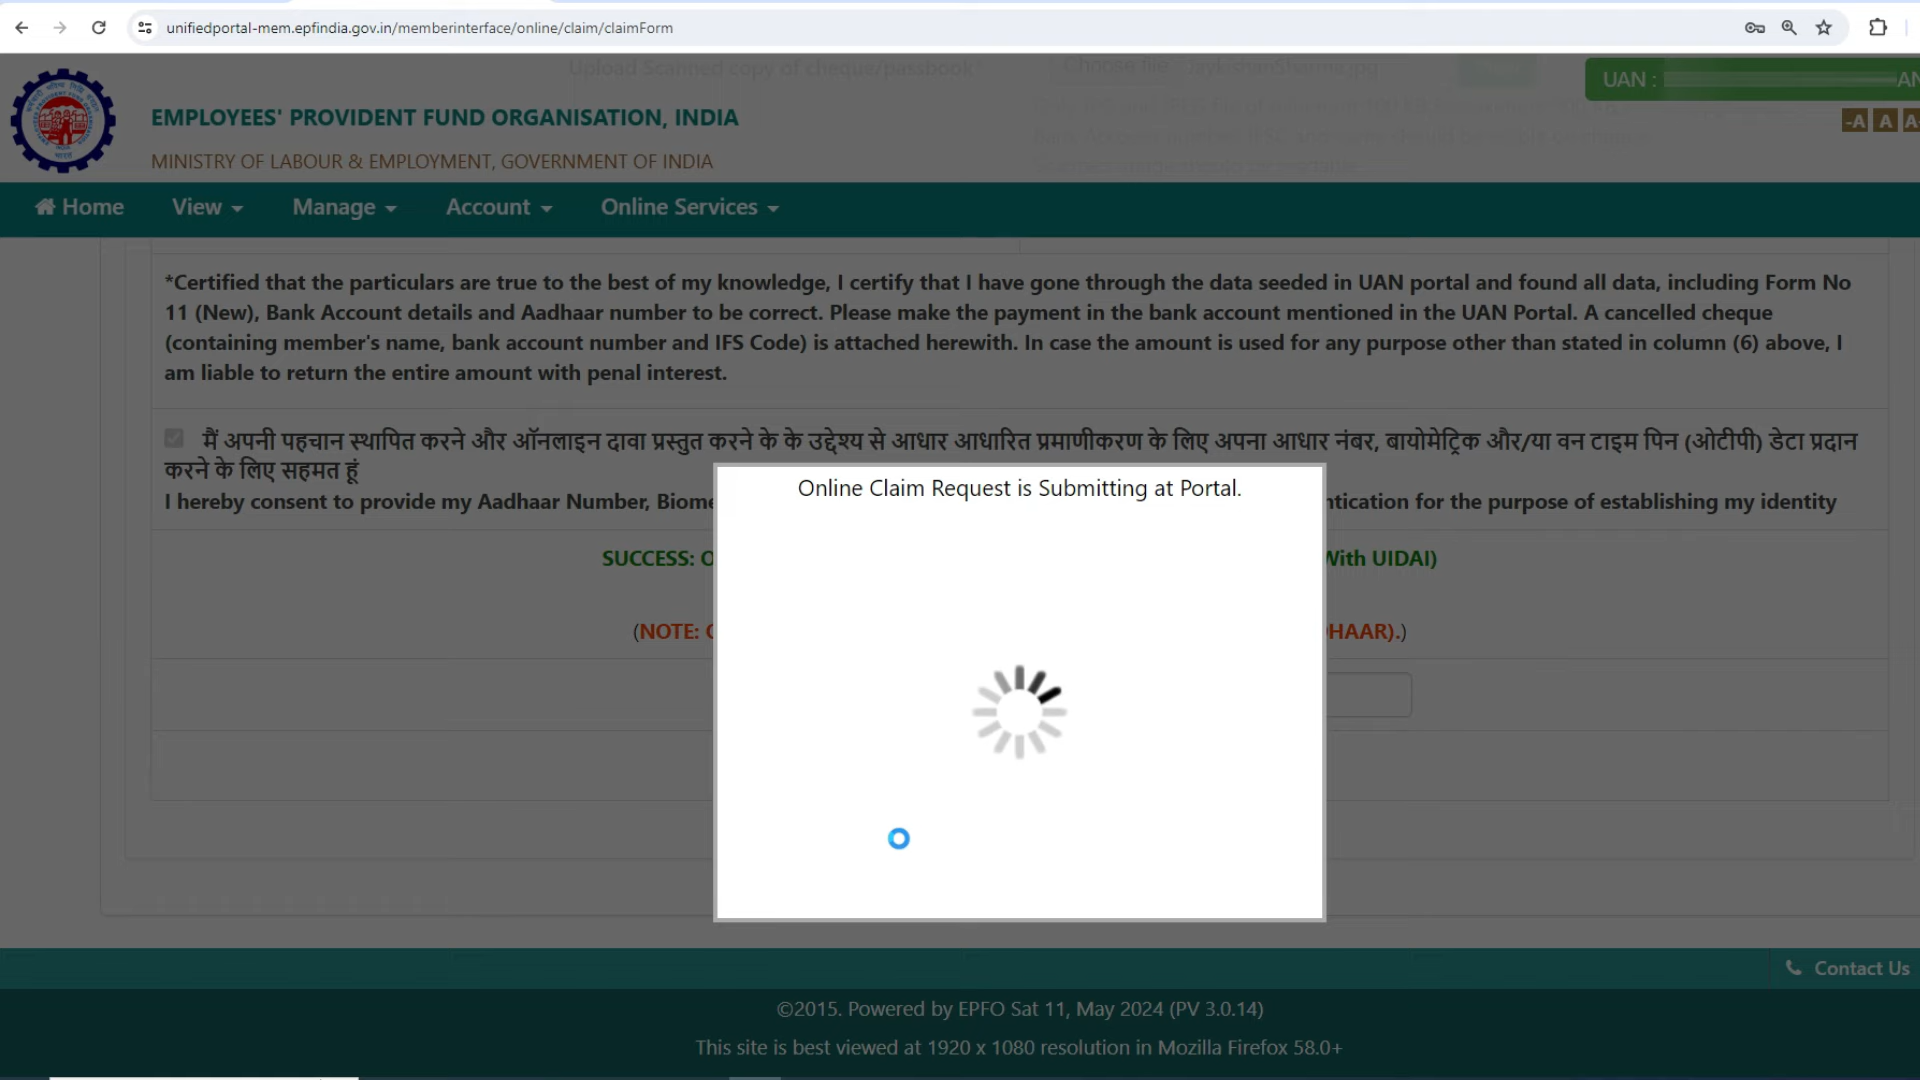 unifiedportal-mem.epfindia.gov.in/memberinterface/online/claim/claimForm
Upload Scanned copy of cheque/passbook
Choose file
UAN :
EMPLOYEES' PROVIDENT FUND ORGANISATION, INDIA
-A A A
MINISTRY OF LABOUR & EMPLOYMENT, GOVERNMENT OF INDIA
Home View Manage Account Online Services
*Certified that the particulars are true to the best of my knowledge, I certify that I have gone through the data seeded in UAN portal and found all data, including Form No
11 (New), Bank Account details and Aadhaar number to be correct. Please make the payment in the bank account mentioned in the UAN Portal. A cancelled cheque
(containing member's name, bank account number and IFS Code) is attached herewith. In case the amount is used for any purpose other than stated in column (6) above, I
am liable to return the entire amount with penal interest.
मैं अपनी पहचान स्थापित करने और ऑनलाइन दावा प्रस्तुत करने के के उद्देश्य से आधार आधारित प्रमाणीकरण के लिए अपना आधार नंबर, बायोमेट्रिक और/या वन टाइम पिन (ओटीपी) डेटा प्रदान
करने के लिए सहमत हूं
Online Claim Request is Submitting at Portal.
I hereby consent to provide my Aadhaar Number, Biome ntication for the purpose of establishing my identity
SUCCESS: O With UIDAI)
(NOTE: HAAR).)
Contact Us
©2015. Powered by EPFO Sat 11, May 2024 (PV 3.0.14)
This site is best viewed at 1920 x 1080 resolution in Mozilla Firefox 58.0+